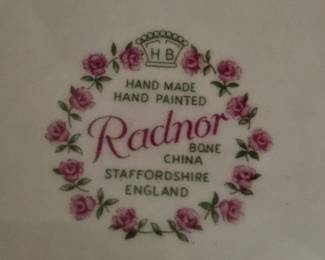 H B
HAND MADE
HAND PAINTED
Radnor
BONE
CHINA
STAFFORDSHIRE
ENGLAND